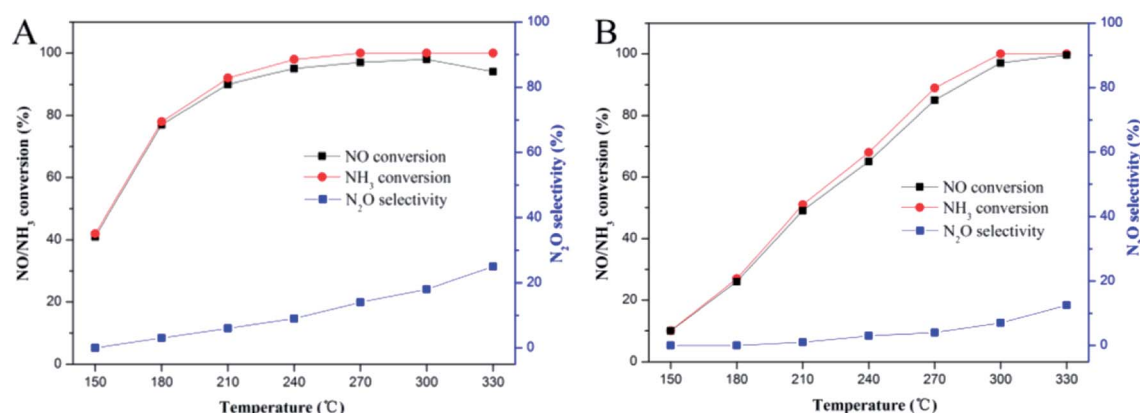 A
NO/NH3 conversion (%)
100
80
60
40
20
0
NO conversion
NH3 conversion
N2O selectivity
100
80
60
40
20
0
N2O selectivity (%)
150 180 210 240 270 300 330
Temperature (℃)
B
NO/NH3 conversion (%)
100
80
60
40
20
0
NO conversion
NH3 conversion
N2O selectivity
100
80
60
40
20
0
N2O selectivity (%)
150 180 210 240 270 300 330
Temperature (℃)